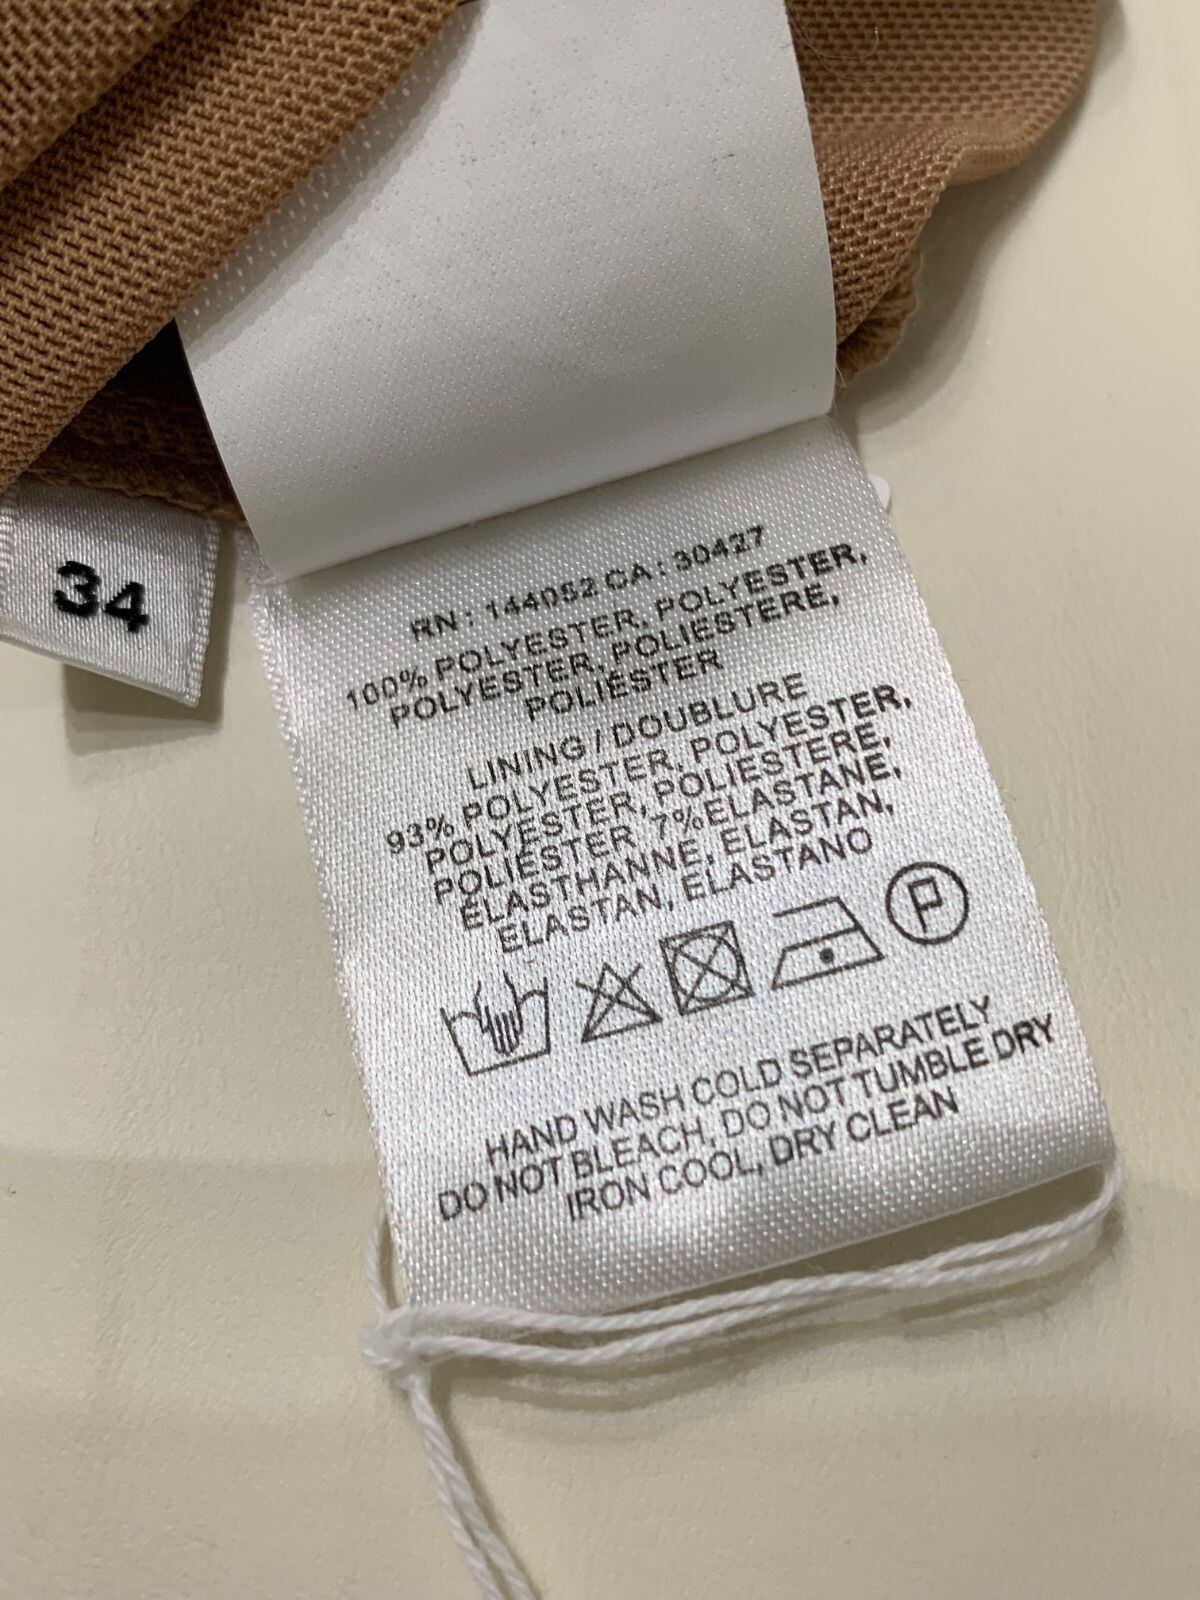 34
RN : 144052 CA : 30427
100% POLYESTER, POLYESTER,
POLYESTER, POLIESTERE,
POLIÉSTER
LINING / DOUBLURE
93% POLYESTER, POLYESTER,
POLYESTER, POLIESTERE,
POLIÉSTER 7%ELASTANE,
ÉLASTHANNE, ELASTAN,
ELASTAN, ELASTANO
P
HAND WASH COLD SEPARATELY
DO NOT BLEACH, DO NOT TUMBLE DRY
IRON COOL, DRY CLEAN